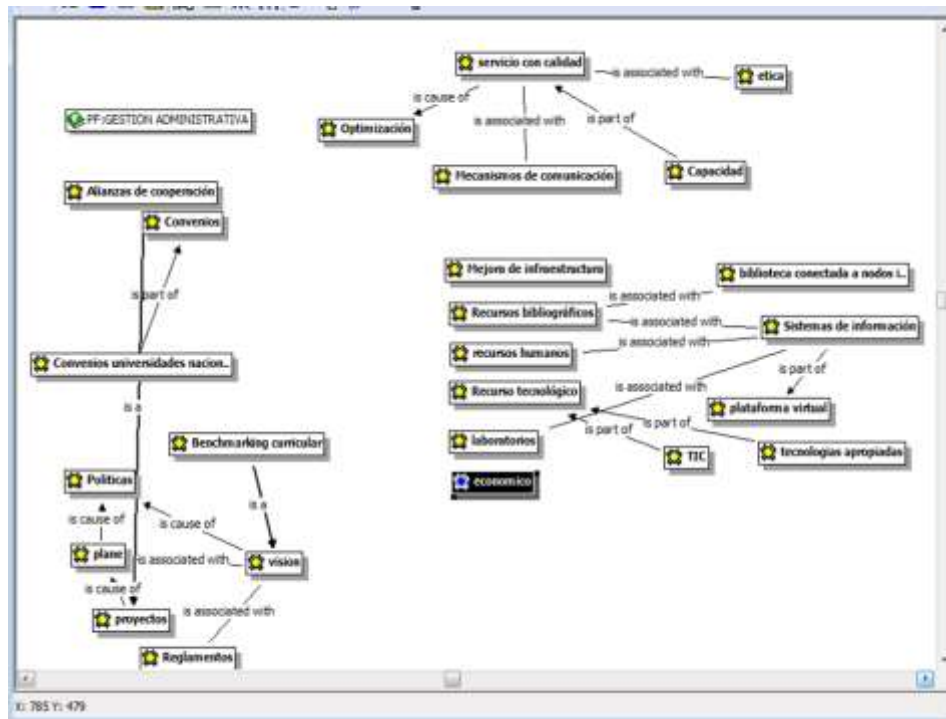 servicio con calidad
is associated with
etica
is cause of
PF:GESTION ADMINISTRATIVA
Optimización
is associated with
is part of
Mecanismos de comunicación
Capacidad
Alianzas de cooperación
Convenios
is part of
Convenios universidades nacion...
is a
Mejora de infraestructura
biblioteca conectada a nodos i...
is associated with
Recursos bibliográficos
is associated with
Sistemas de información
recursos humanos
is associated with
is part of
Recurso tecnológico
is associated with
plataforma virtual
is part of
is part of
laboratorios
TIC
tecnologias apropiadas
economico
Benchmarking curricular
Politicas
is a
is cause of
is cause of
plane
is associated with
vision
is cause of
proyectos
is associated with
Reglamentos
X: 785 Y: 479